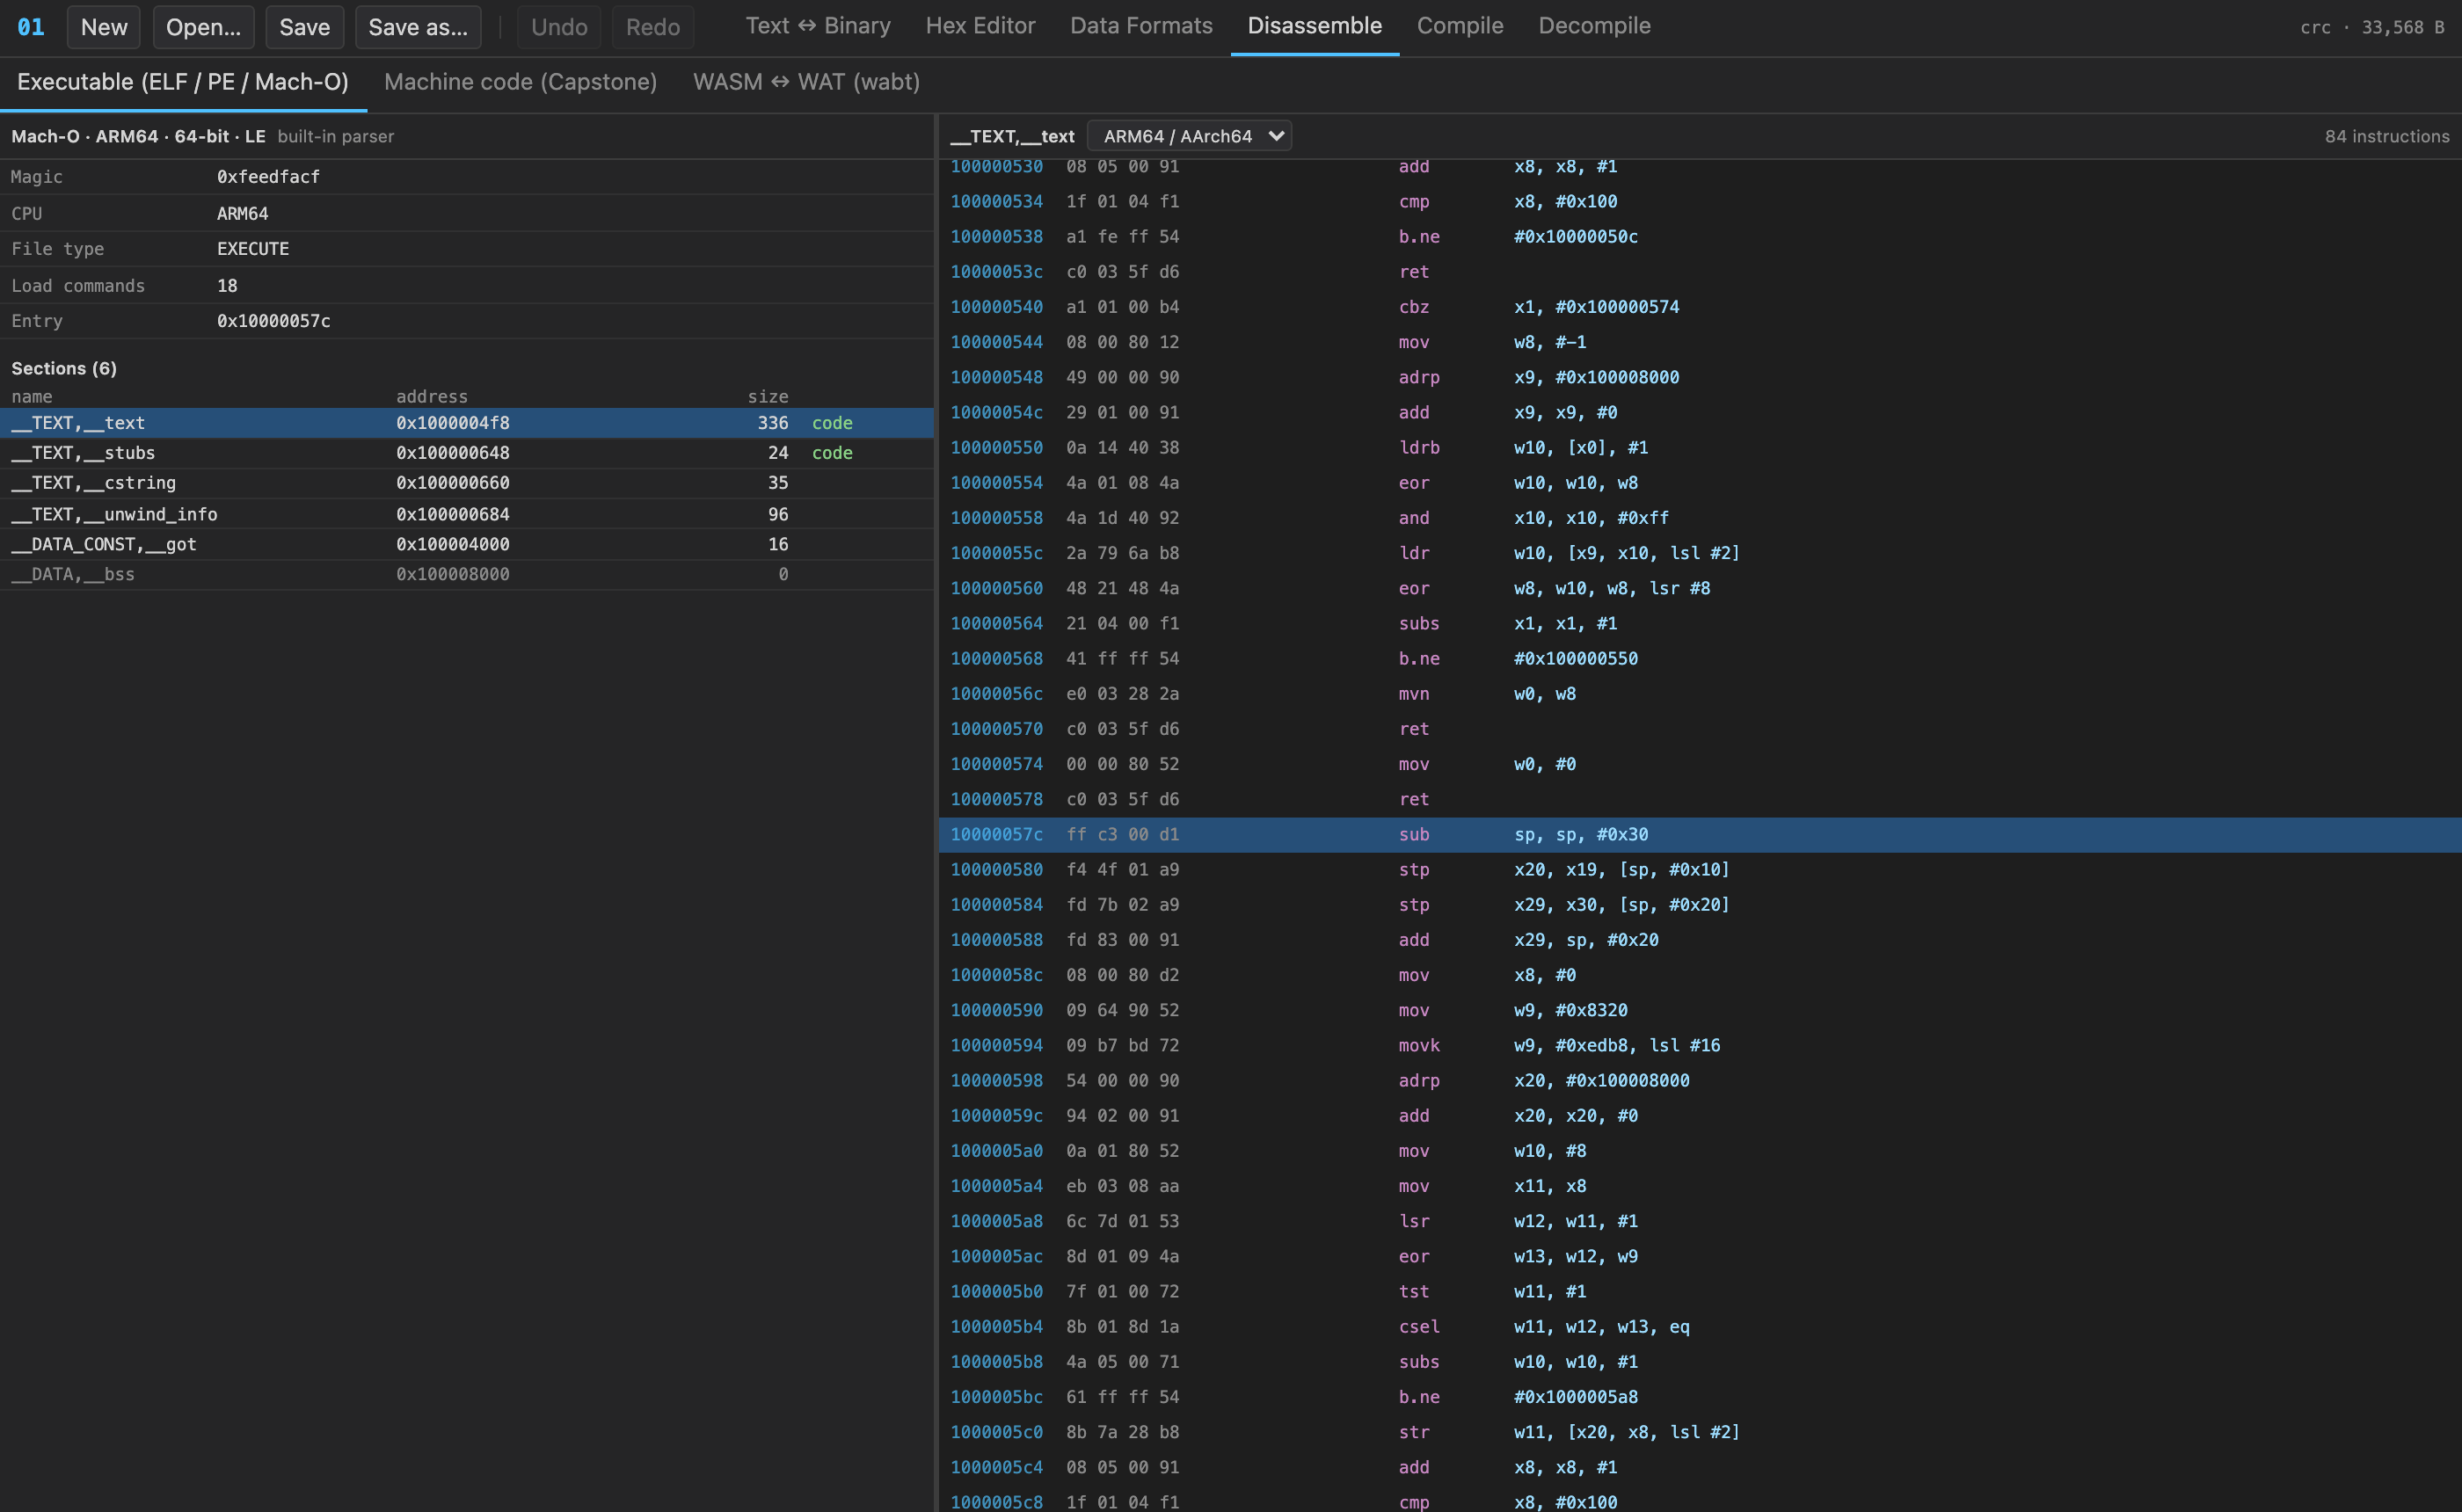 01 New Open... Save Save as... Undo Redo Text ↔ Binary Hex Editor Data Formats Disassemble Compile Decompile crc · 33,568 B
Executable (ELF / PE / Mach-O) Machine code (Capstone) WASM ↔ WAT (wabt)
Mach-O · ARM64 · 64-bit · LE built-in parser
Magic 0xfeedfacf
CPU ARM64
File type EXECUTE
Load commands 18
Entry 0x10000057c
Sections (6)
name address size
__TEXT,__text 0x1000004f8 336 code
__TEXT,__stubs 0x100000648 24 code
__TEXT,__cstring 0x100000660 35
__TEXT,__unwind_info 0x100000684 96
__DATA_CONST,__got 0x100004000 16
__DATA,__bss 0x100008000 0
__TEXT,__text ARM64 / AArch64 84 instructions
100000530 08 05 00 91 add x8, x8, #1
100000534 1f 01 04 f1 cmp x8, #0x100
100000538 a1 fe ff 54 b.ne #0x10000050c
10000053c c0 03 5f d6 ret
100000540 a1 01 00 b4 cbz x1, #0x100000574
100000544 08 00 80 12 mov w8, #-1
100000548 49 00 00 90 adrp x9, #0x100008000
10000054c 29 01 00 91 add x9, x9, #0
100000550 0a 14 40 38 ldrb w10, [x0], #1
100000554 4a 01 08 4a eor w10, w10, w8
100000558 4a 1d 40 92 and x10, x10, #0xff
10000055c 2a 79 6a b8 ldr w10, [x9, x10, lsl #2]
100000560 48 21 48 4a eor w8, w10, w8, lsr #8
100000564 21 04 00 f1 subs x1, x1, #1
100000568 41 ff ff 54 b.ne #0x100000550
10000056c e0 03 28 2a mvn w0, w8
100000570 c0 03 5f d6 ret
100000574 00 00 80 52 mov w0, #0
100000578 c0 03 5f d6 ret
10000057c ff c3 00 d1 sub sp, sp, #0x30
100000580 f4 4f 01 a9 stp x20, x19, [sp, #0x10]
100000584 fd 7b 02 a9 stp x29, x30, [sp, #0x20]
100000588 fd 83 00 91 add x29, sp, #0x20
10000058c 08 00 80 d2 mov x8, #0
100000590 09 64 90 52 mov w9, #0x8320
100000594 09 b7 bd 72 movk w9, #0xedb8, lsl #16
100000598 54 00 00 90 adrp x20, #0x100008000
10000059c 94 02 00 91 add x20, x20, #0
1000005a0 0a 01 80 52 mov w10, #8
1000005a4 eb 03 08 aa mov x11, x8
1000005a8 6c 7d 01 53 lsr w12, w11, #1
1000005ac 8d 01 09 4a eor w13, w12, w9
1000005b0 7f 01 00 72 tst w11, #1
1000005b4 8b 01 8d 1a csel w11, w12, w13, eq
1000005b8 4a 05 00 71 subs w10, w10, #1
1000005bc 61 ff ff 54 b.ne #0x1000005a8
1000005c0 8b 7a 28 b8 str w11, [x20, x8, lsl #2]
1000005c4 08 05 00 91 add x8, x8, #1
1000005c8 1f 01 04 f1 cmp x8, #0x100